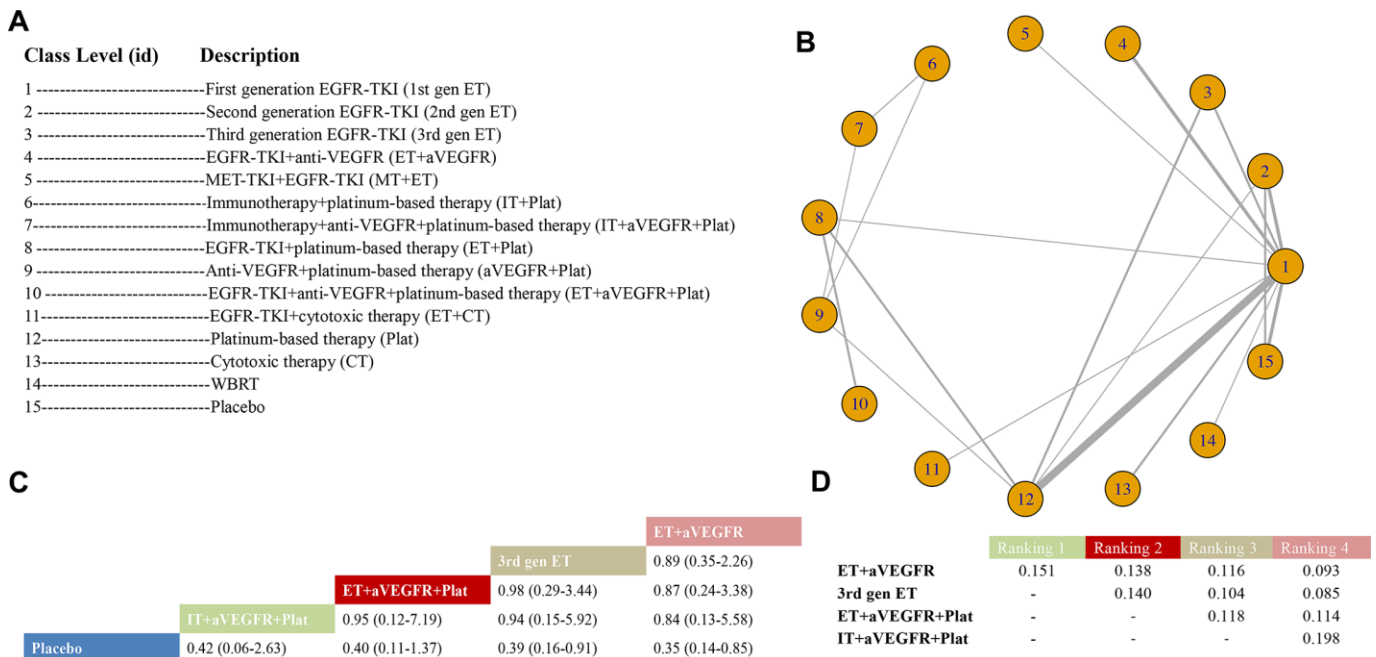 A
Class Level (id) Description
1 ----------------------------First generation EGFR-TKI (1st gen ET)
2 ----------------------------Second generation EGFR-TKI (2nd gen ET)
3 ----------------------------Third generation EGFR-TKI (3rd gen ET)
4 ----------------------------EGFR-TKI+anti-VEGFR (ET+aVEGFR)
5 ----------------------------MET-TKI+EGFR-TKI (MT+ET)
6----------------------------Immunotherapy+platinum-based therapy (IT+Plat)
7----------------------------Immunotherapy+anti-VEGFR+platinum-based therapy (IT+aVEGFR+Plat)
8 ----------------------------EGFR-TKI+platinum-based therapy (ET+Plat)
9 ----------------------------Anti-VEGFR+platinum-based therapy (aVEGFR+Plat)
10 ----------------------------EGFR-TKI+anti-VEGFR+platinum-based therapy (ET+aVEGFR+Plat)
11----------------------------EGFR-TKI+cytotoxic therapy (ET+CT)
12----------------------------Platinum-based therapy (Plat)
13----------------------------Cytotoxic therapy (CT)
14 ----------------------------WBRT
15 ----------------------------Placebo
B
5
4
6
3
7
2
8
1
9
15
10
14
11
12
13
C
ET+aVEGFR
3rd gen ET 0.89 (0.35-2.26)
ET+aVEGFR+Plat 0.98 (0.29-3.44) 0.87 (0.24-3.38)
IT+aVEGFR+Plat 0.95 (0.12-7.19) 0.94 (0.15-5.92) 0.84 (0.13-5.58)
Placebo 0.42 (0.06-2.63) 0.40 (0.11-1.37) 0.39 (0.16-0.91) 0.35 (0.14-0.85)
D
Ranking 1 Ranking 2 Ranking 3 Ranking 4
ET+aVEGFR 0.151 0.138 0.116 0.093
3rd gen ET - 0.140 0.104 0.085
ET+aVEGFR+Plat - - 0.118 0.114
IT+aVEGFR+Plat - - - 0.198